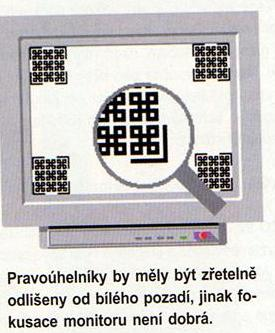 Pravoúhelníky by měly být zřetelně
odlišeny od bílého pozadí, jinak fo-
kusace monitoru není dobrá.